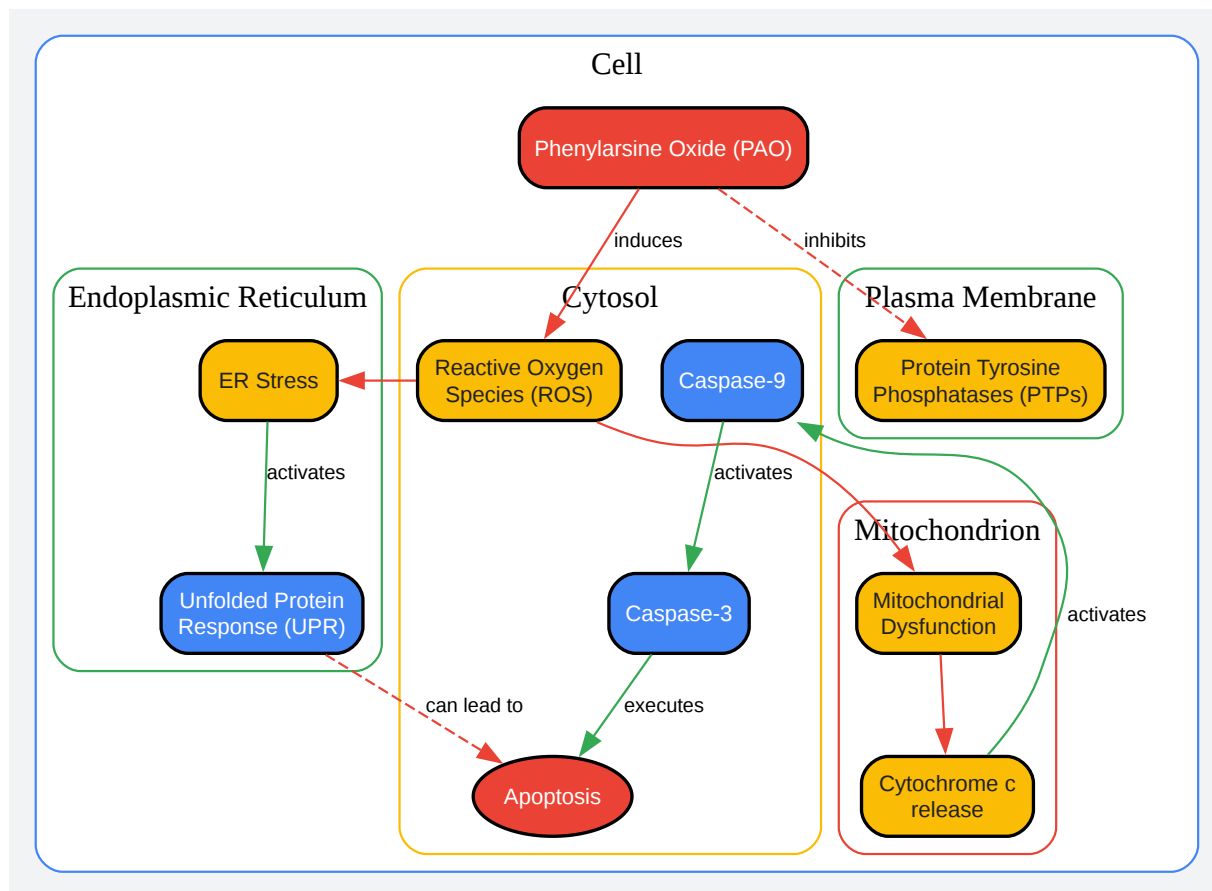 Cell
Phenylarsine Oxide (PAO)
induces
inhibits
Endoplasmic Reticulum
Cytosol
Plasma Membrane
ER Stress
Reactive Oxygen
Species (ROS)
Caspase-9
Protein Tyrosine
Phosphatases (PTPs)
activates
activates
Mitochondrion
Unfolded Protein
Response (UPR)
Caspase-3
Mitochondrial
Dysfunction
activates
can lead to
executes
Apoptosis
Cytochrome c
release